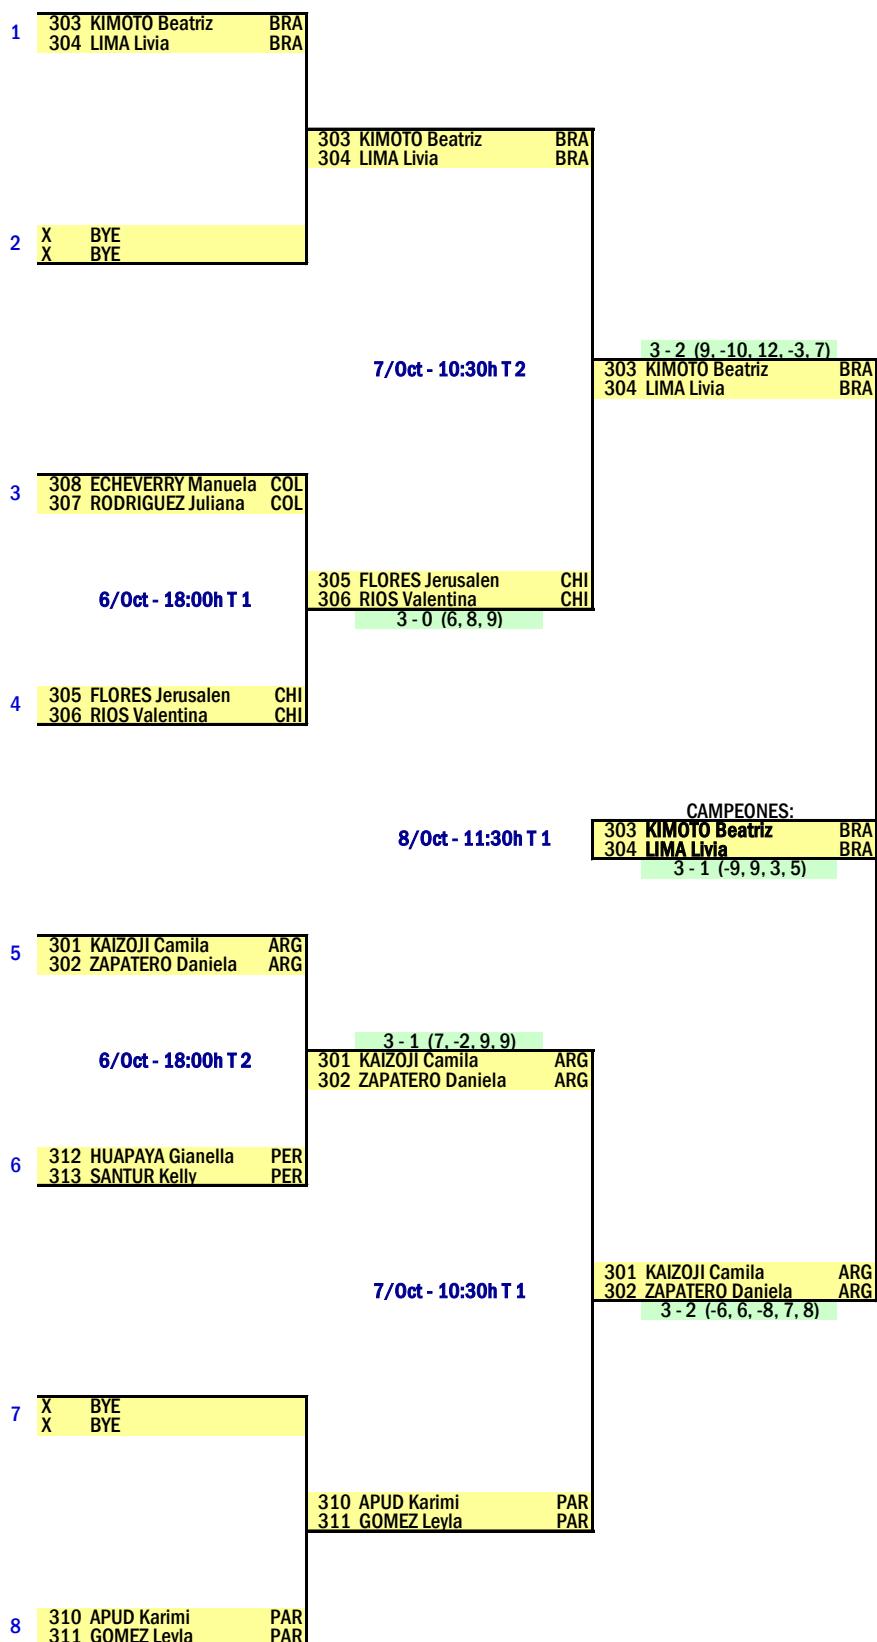 1
303 KIMOTO Beatriz BRA
304 LIMA Livia BRA
303 KIMOTO Beatriz BRA
304 LIMA Livia BRA
2
X BYE
X BYE
7/Oct - 10:30h T 2
3 - 2 (9, -10, 12, -3, 7)
303 KIMOTO Beatriz BRA
304 LIMA Livia BRA
3
308 ECHEVERRY Manuela COL
307 RODRIGUEZ Juliana COL
6/Oct - 18:00h T 1
305 FLORES Jerusalen CHI
306 RIOS Valentina CHI
3 - 0 (6, 8, 9)
4
305 FLORES Jerusalen CHI
306 RIOS Valentina CHI
8/Oct - 11:30h T 1
CAMPEONES:
303 KIMOTO Beatriz BRA
304 LIMA Livia BRA
3 - 1 (-9, 9, 3, 5)
5
301 KAIZOJI Camila ARG
302 ZAPATERO Daniela ARG
6/Oct - 18:00h T 2
3 - 1 (7, -2, 9, 9)
301 KAIZOJI Camila ARG
302 ZAPATERO Daniela ARG
6
312 HUAPAYA Gianella PER
313 SANTUR Kelly PER
7/Oct - 10:30h T 1
301 KAIZOJI Camila ARG
302 ZAPATERO Daniela ARG
3 - 2 (-6, 6, -8, 7, 8)
7
X BYE
X BYE
310 APUD Karimi PAR
311 GOMEZ Leyla PAR
8
310 APUD Karimi PAR
311 GOMEZ Leyla PAR